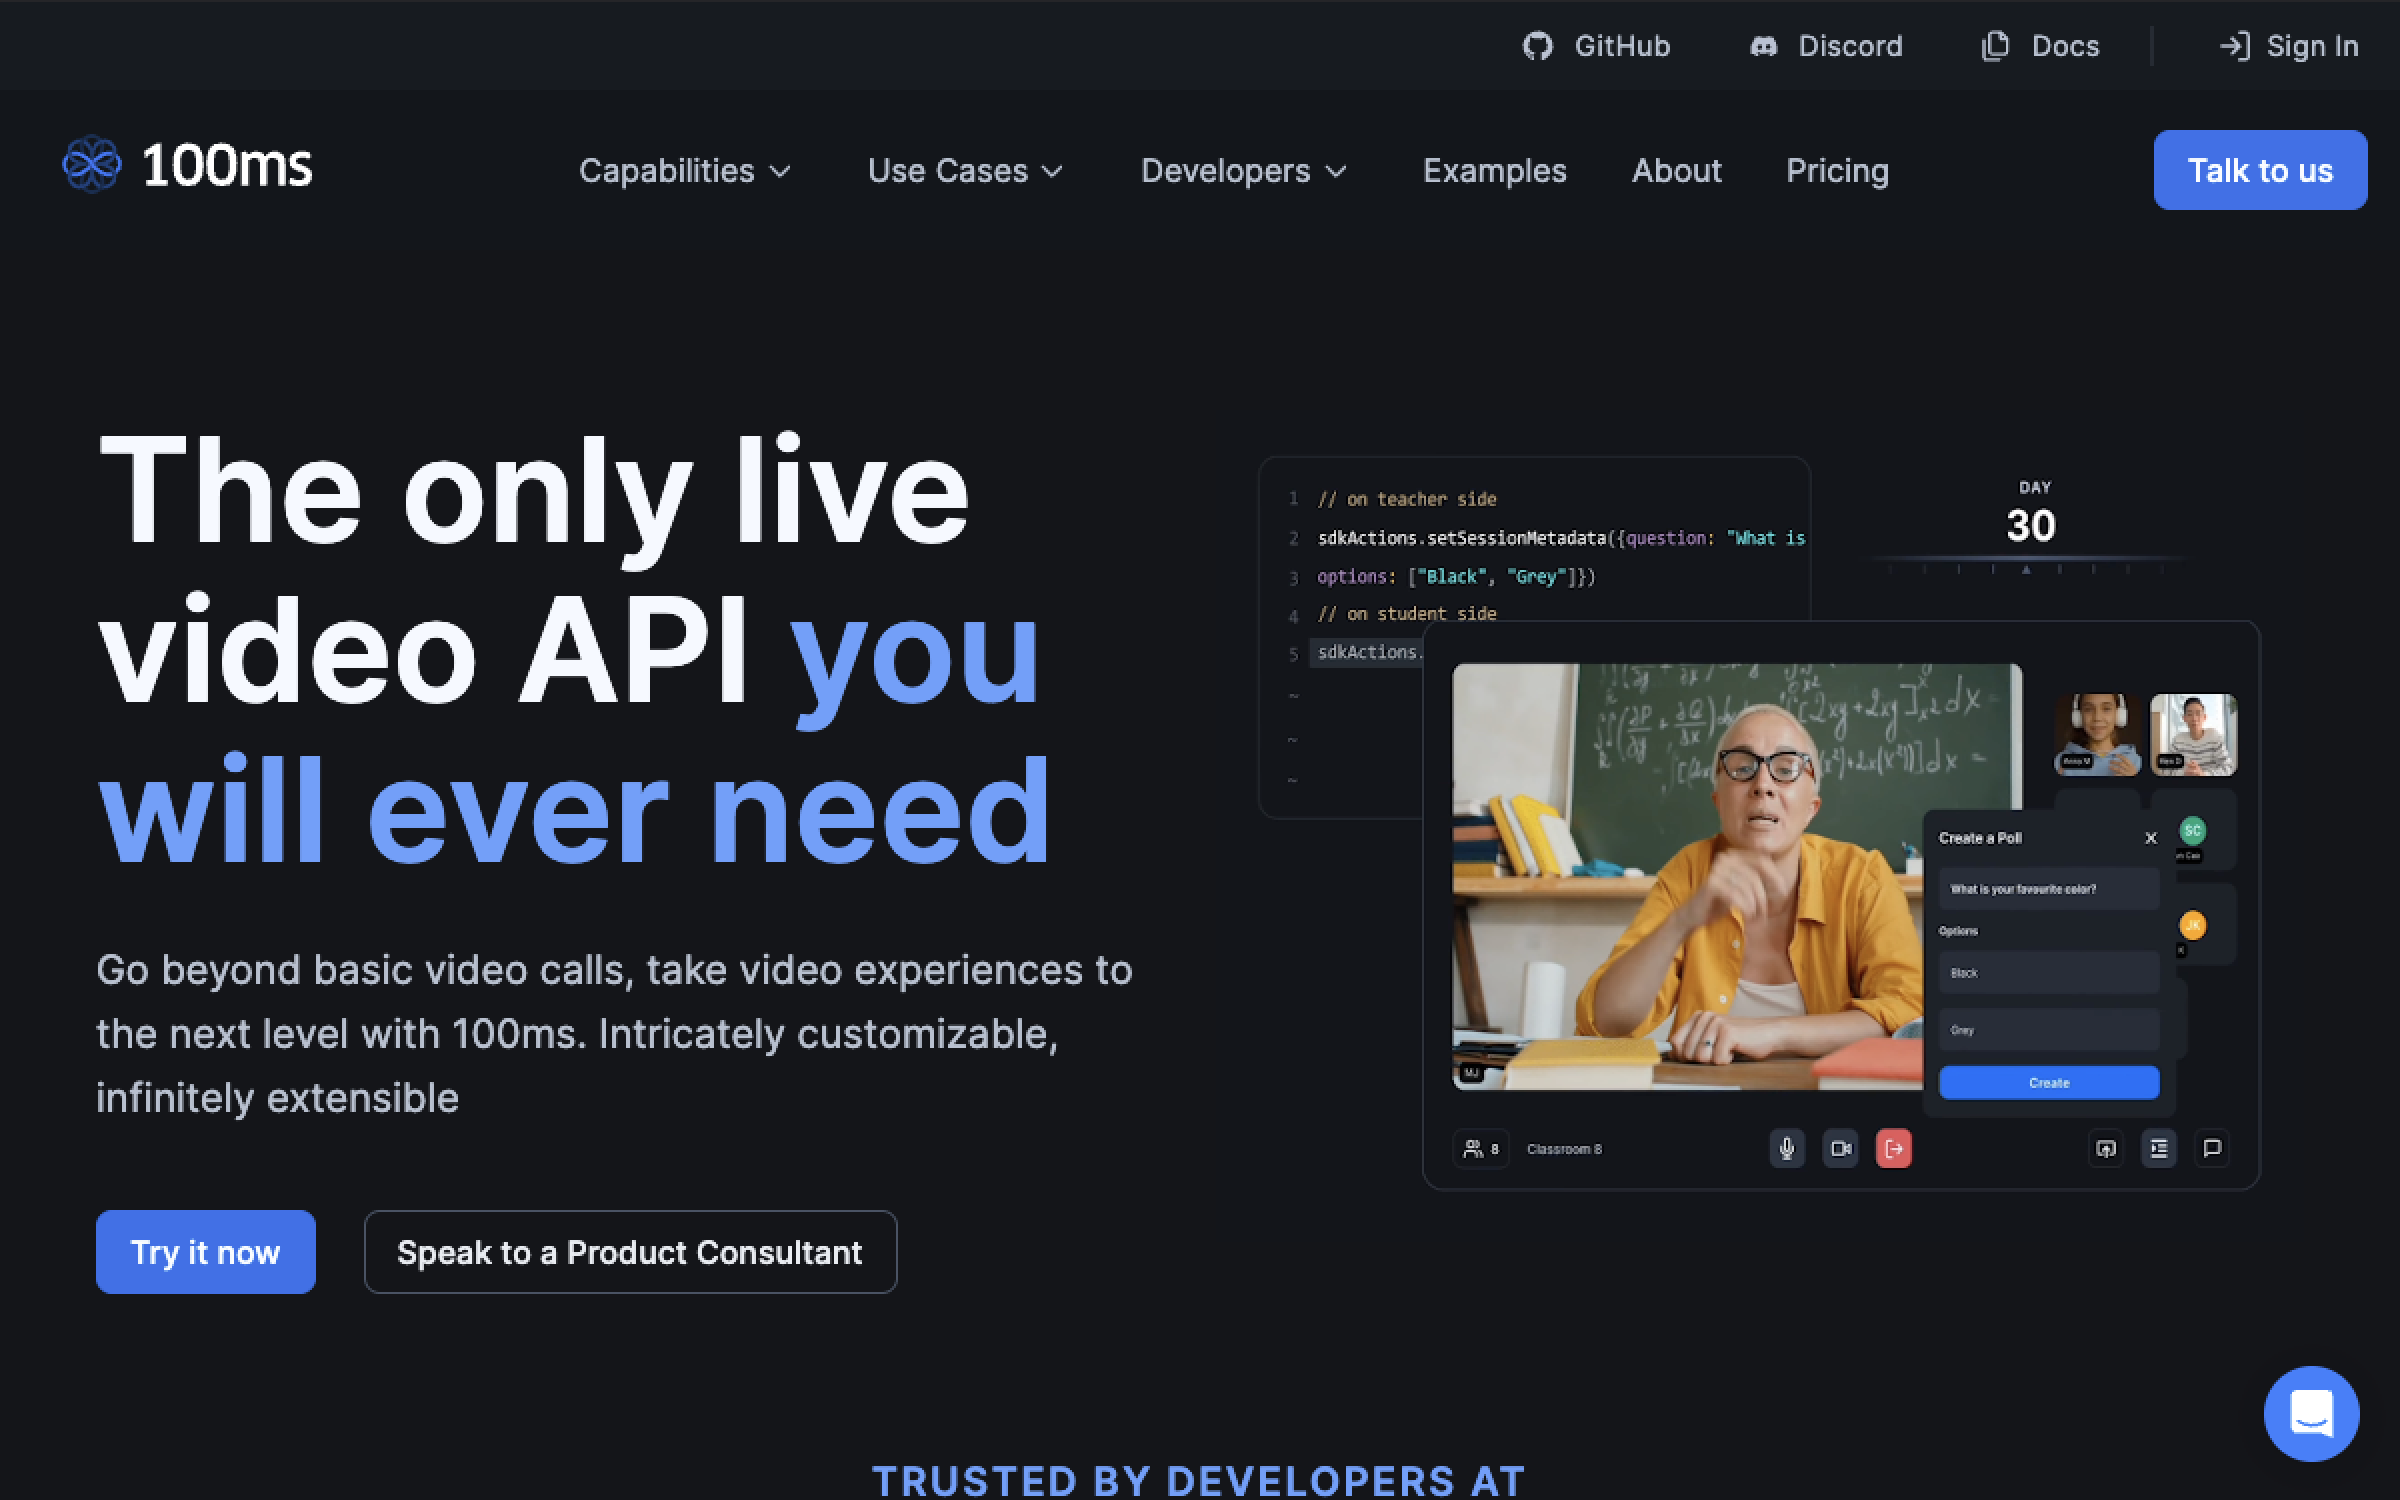 GitHub
Discord
Docs
Sign In
100ms
Capabilities
Use Cases
Developers
Examples
About
Pricing
Talk to us
The only live
video API you
will ever need
Go beyond basic video calls, take video experiences to
the next level with 100ms. Intricately customizable,
infinitely extensible
Try it now
Speak to a Product Consultant
1 // on teacher side
2 sdkActions.setSessionMetadata({question: "What is
3 options: ["Black", "Grey"]})
4 // on student side
5 sdkActions.
~
~
~
DAY
30
Anna M
SC
JK
Create a Poll
What is your favourite color?
Options
Black
Grey
Create
MJ
8
Classroom 8
TRUSTED BY DEVELOPERS AT